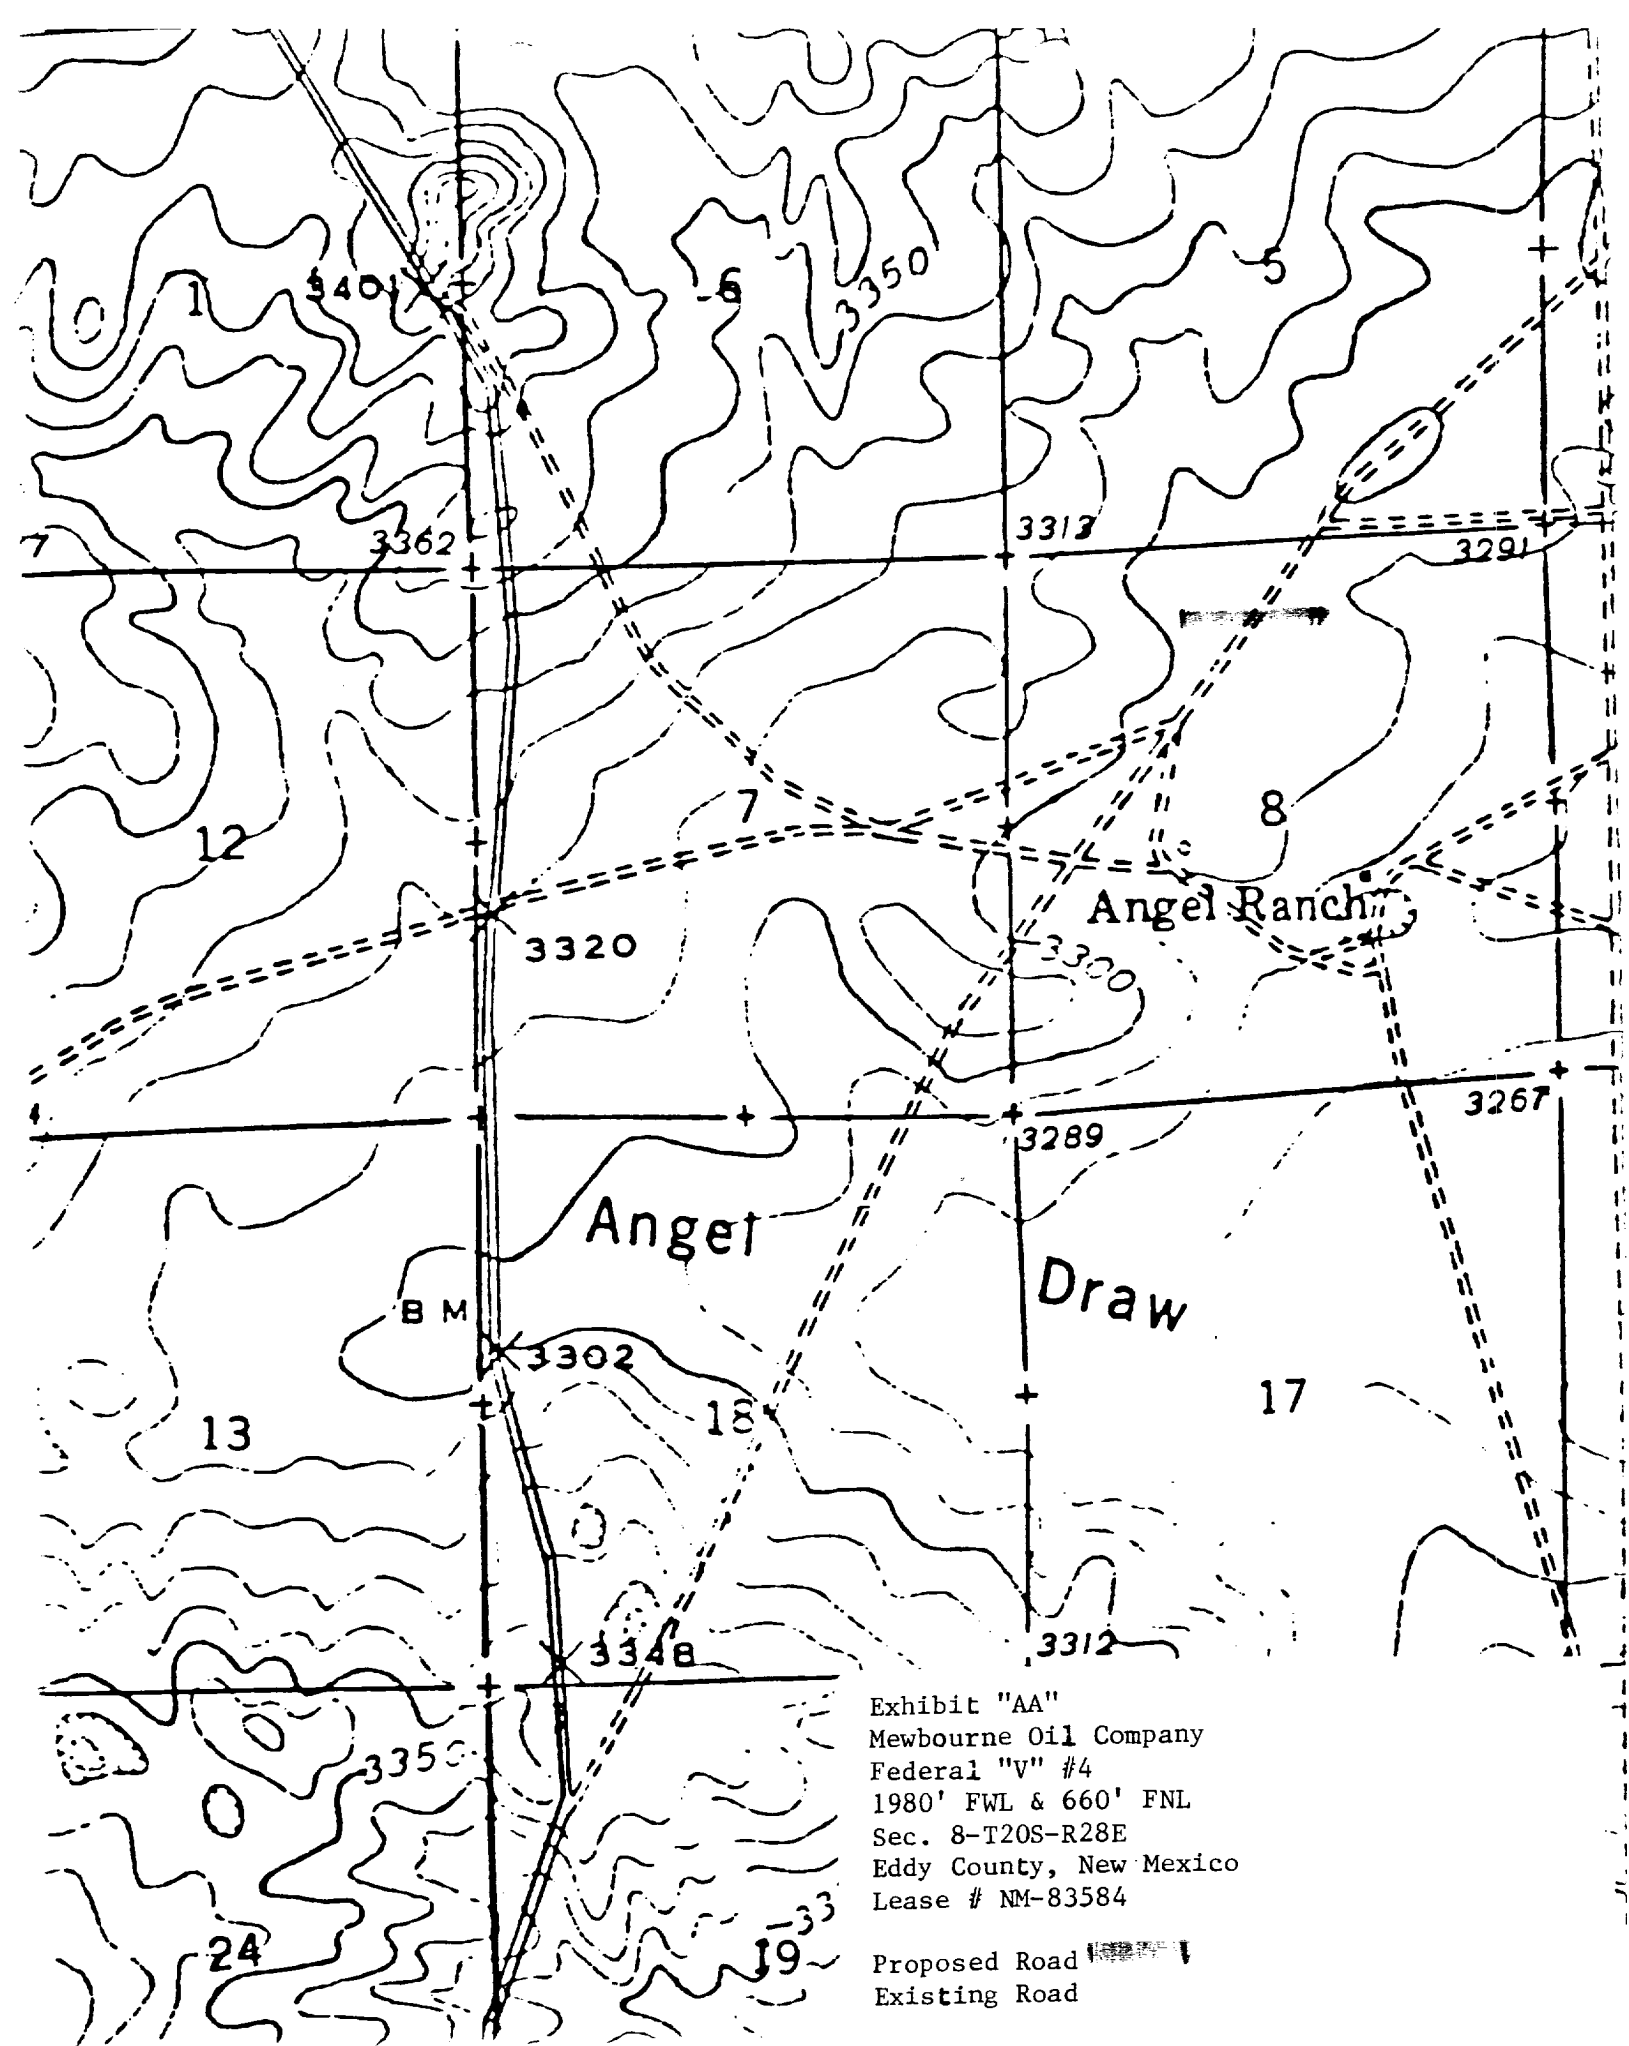 1
3401
6
3350
5
7
3362
3313
3291
12
7
8
Angel Ranch
3320
3300
4
3289
3267
Angel Draw
B M
3302
13
18
17
3348
3312
3350
24
19
33
Exhibit "AA"
Mewbourne Oil Company
Federal "V" #4
1980' FWL & 660' FNL
Sec. 8-T20S-R28E
Eddy County, New Mexico
Lease # NM-83584
Proposed Road
Existing Road